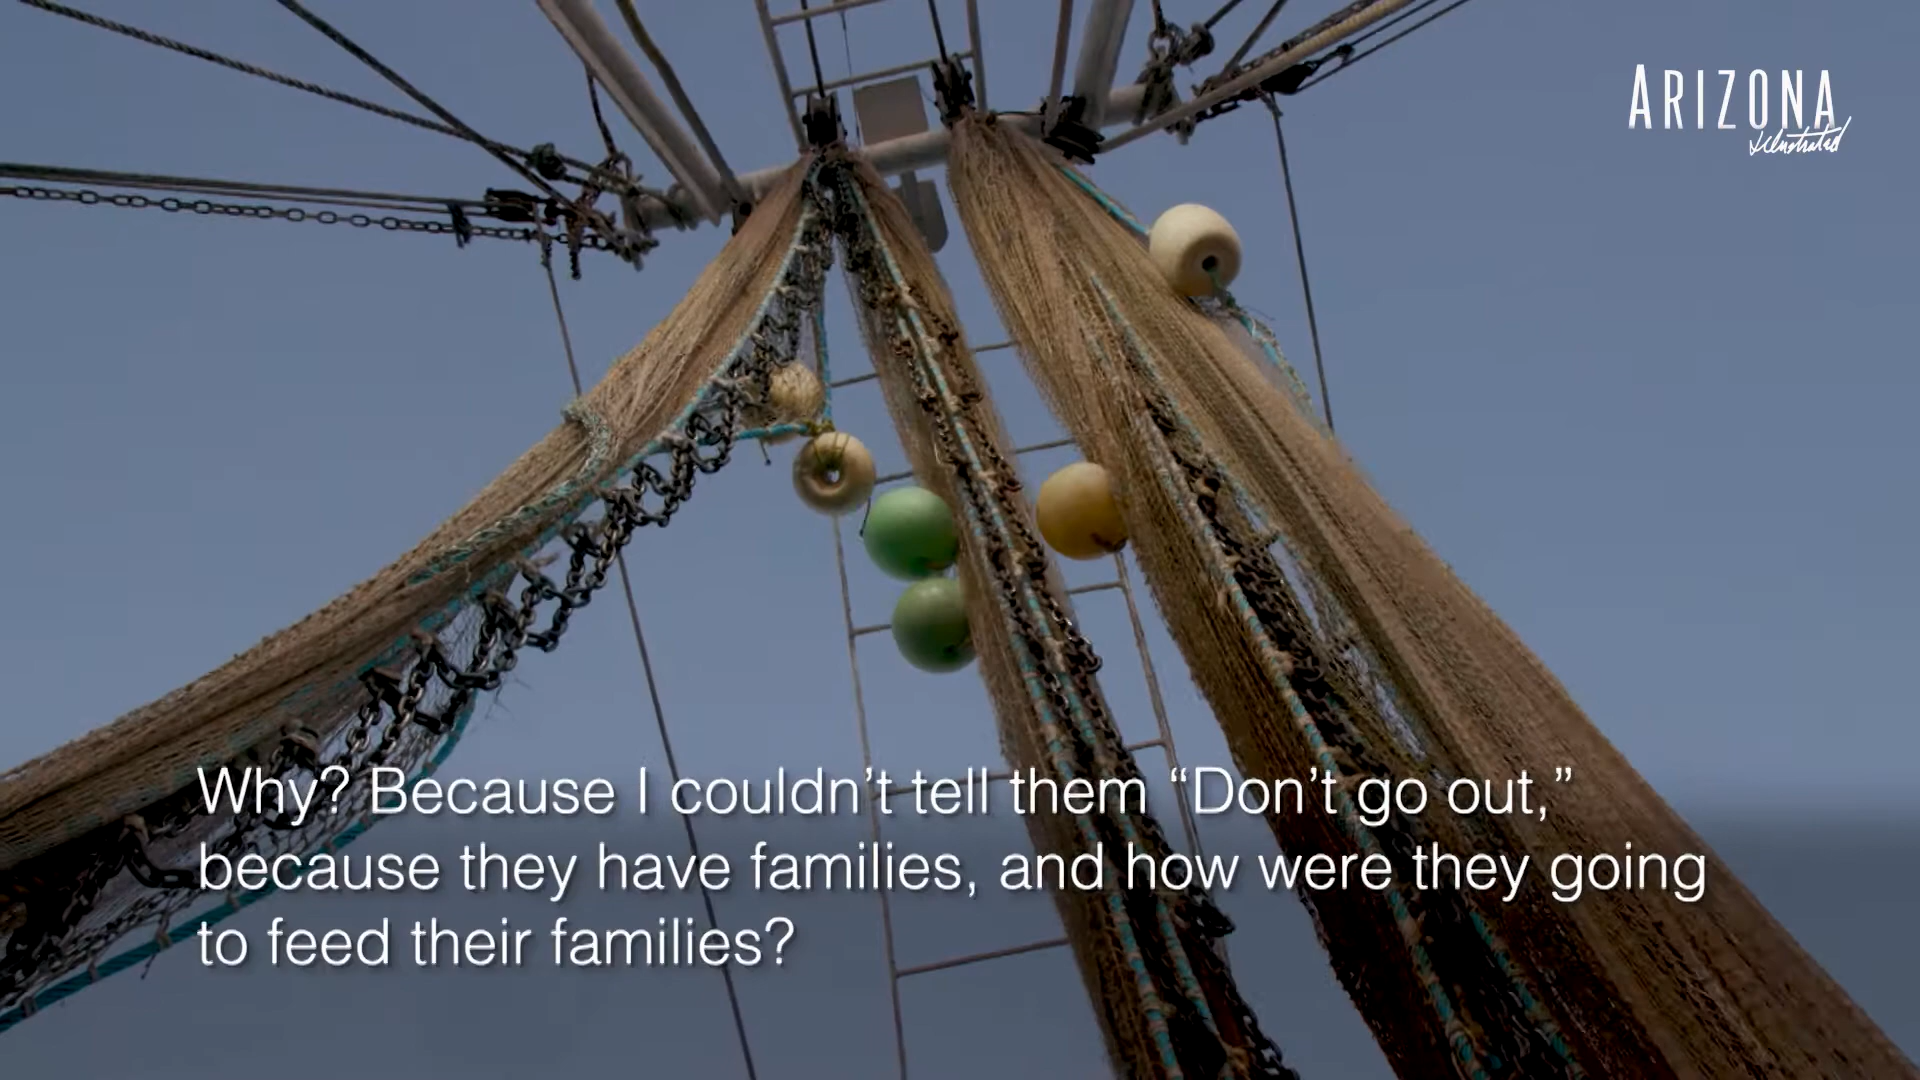 ARIZONA
Illustrated
Why? Because I couldn’t tell them “Don’t go out,”
because they have families, and how were they going
to feed their families?